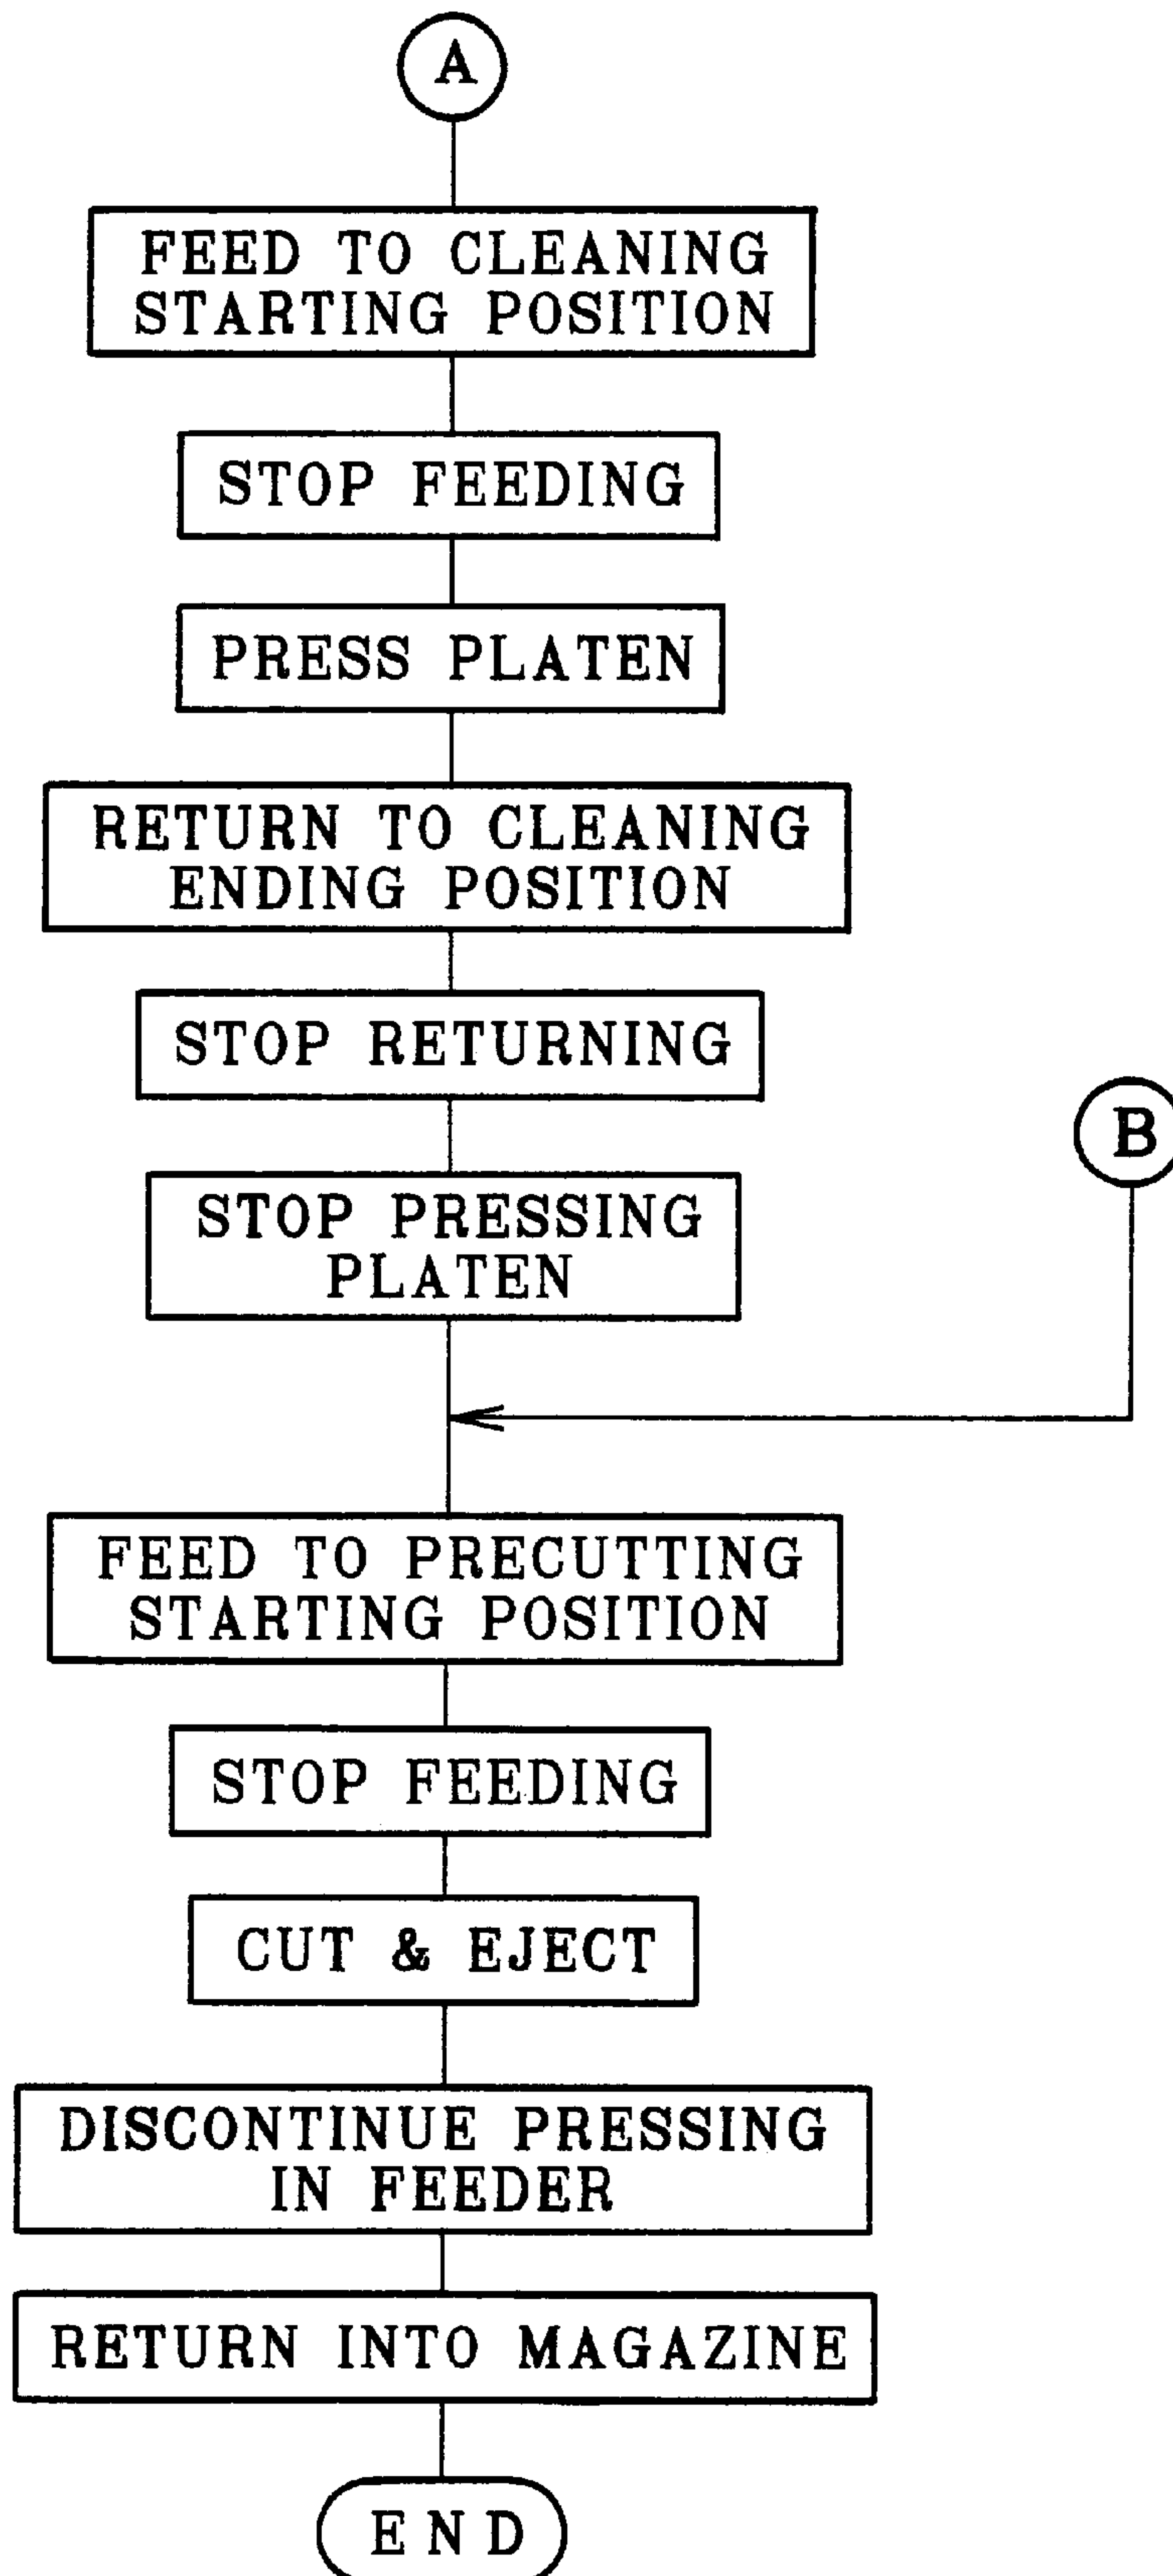 A
FEED TO CLEANING
STARTING POSITION
STOP FEEDING
PRESS PLATEN
RETURN TO CLEANING
ENDING POSITION
STOP RETURNING
B
STOP PRESSING
PLATEN
FEED TO PRECUTTING
STARTING POSITION
STOP FEEDING
CUT & EJECT
DISCONTINUE PRESSING
IN FEEDER
RETURN INTO MAGAZINE
END